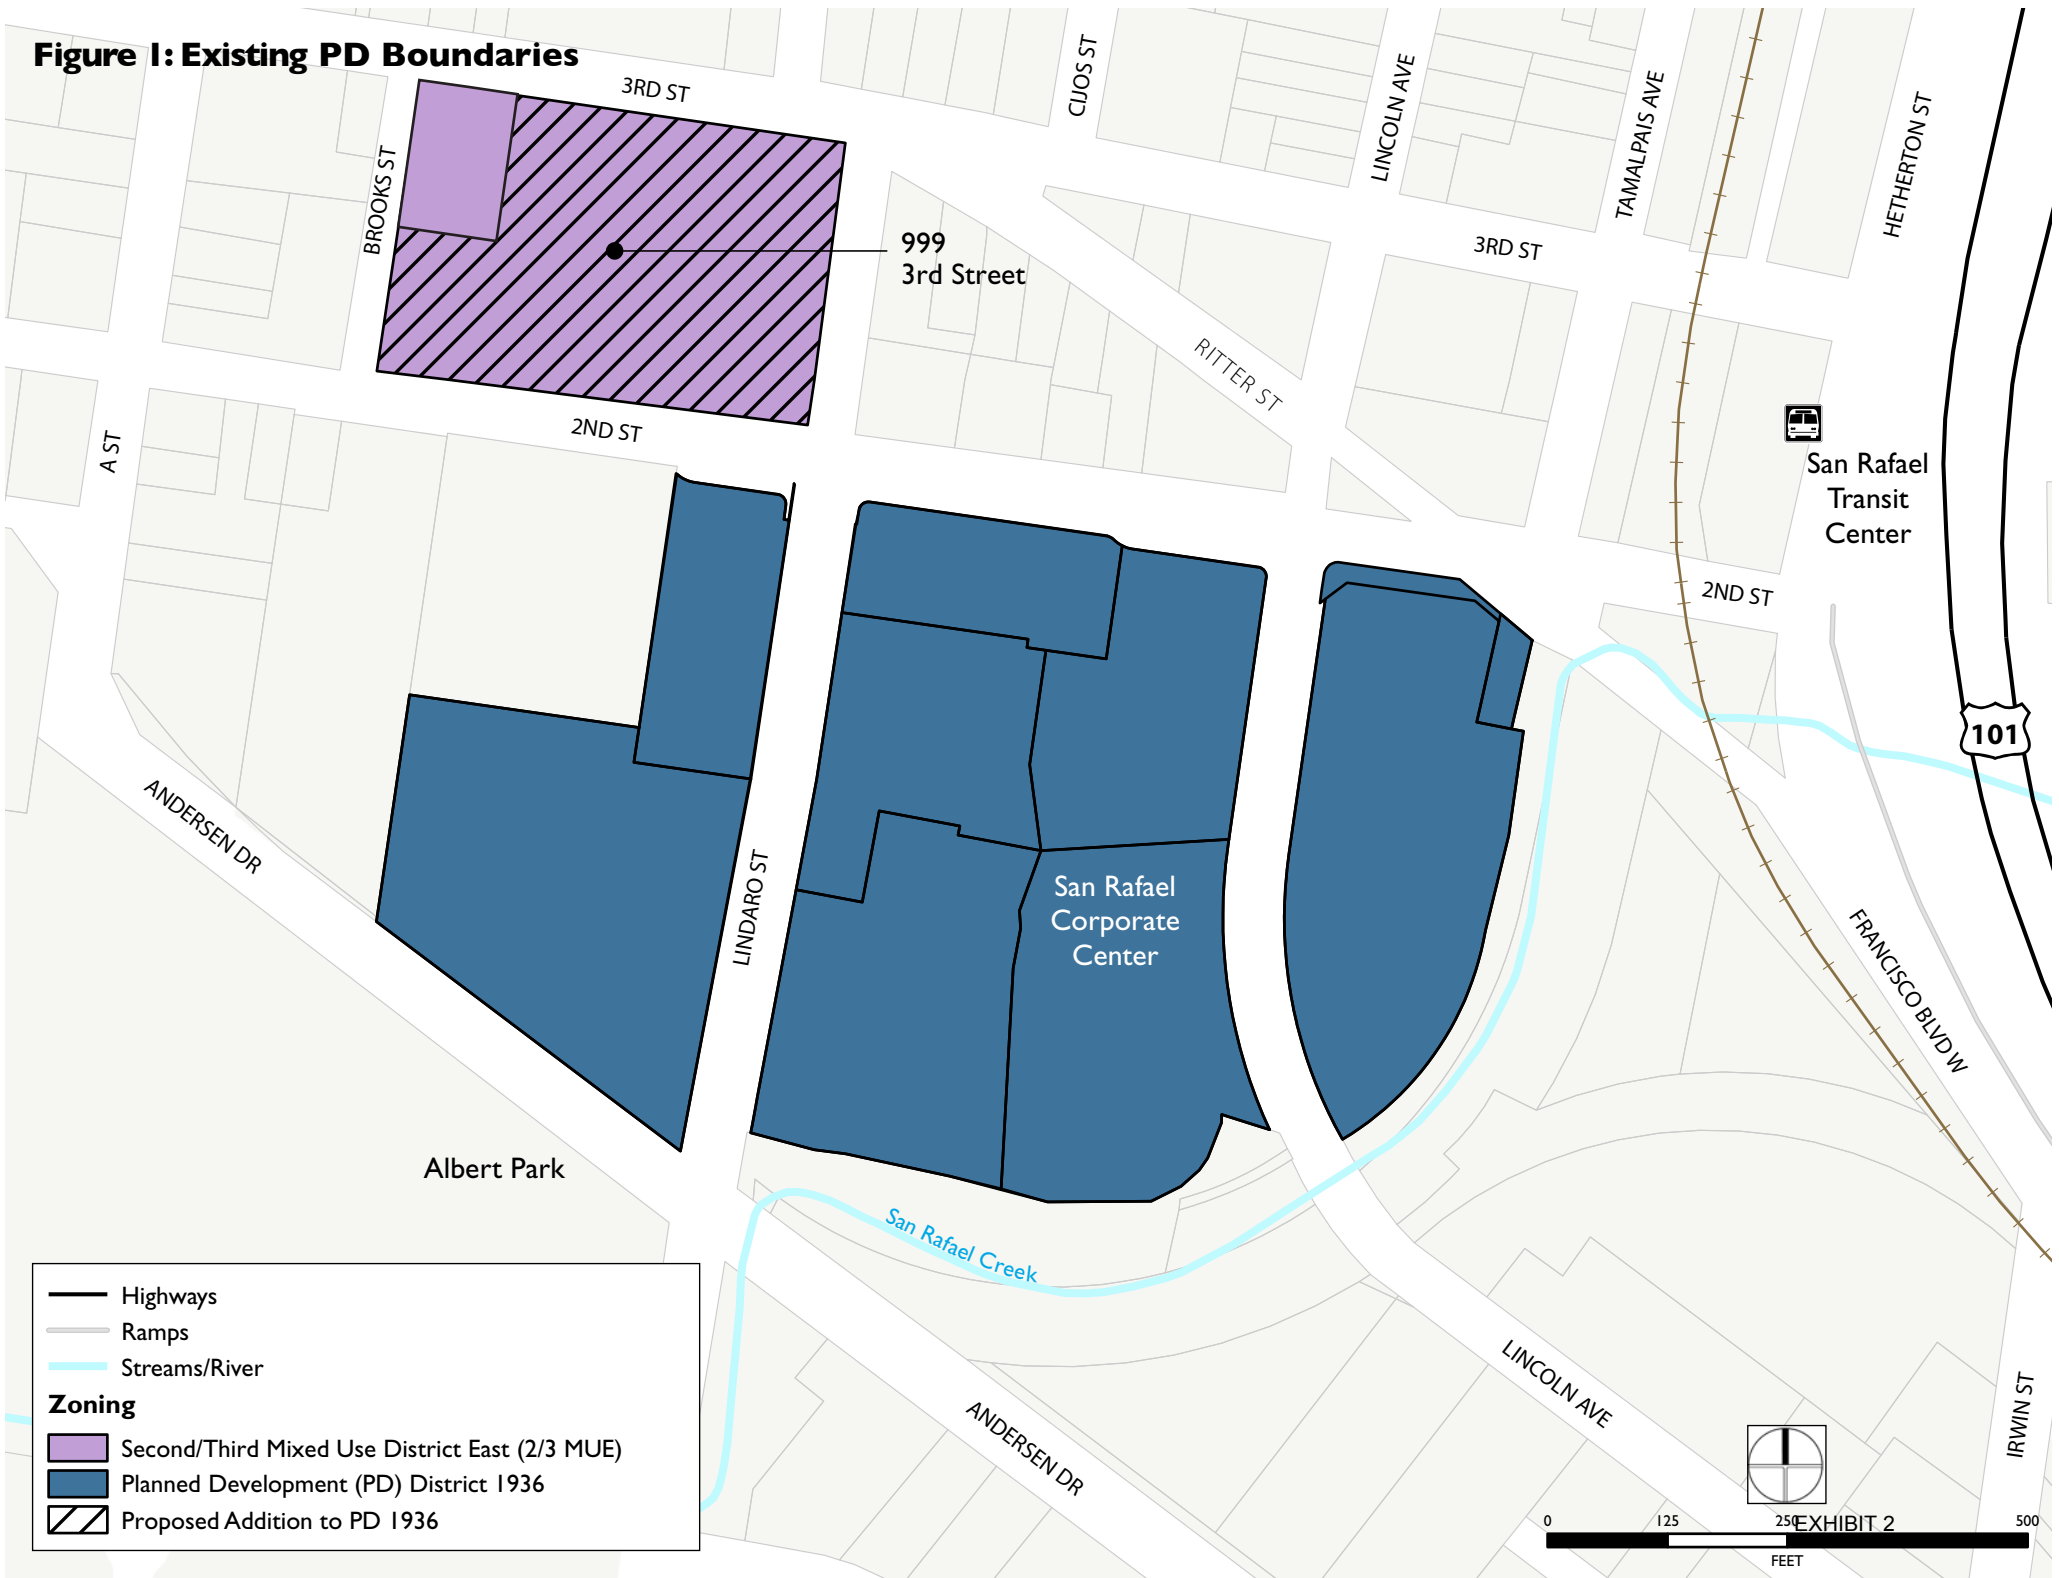 Figure 1: Existing PD Boundaries
3RD ST
CIJOS ST
LINCOLN AVE
TAMALPAIS AVE
HETHERTON ST
BROOKS ST
999
3rd Street
3RD ST
RITTER ST
A ST
2ND ST
San Rafael
Transit
Center
2ND ST
101
ANDERSEN DR
LINDARO ST
San Rafael
Corporate
Center
FRANCISCO BLVD W
Albert Park
San Rafael Creek
LINCOLN AVE
IRWIN ST
ANDERSEN DR
Highways
Ramps
Streams/River
Zoning
Second/Third Mixed Use District East (2/3 MUE)
Planned Development (PD) District 1936
Proposed Addition to PD 1936
0 125 250 500
EXHIBIT 2
FEET